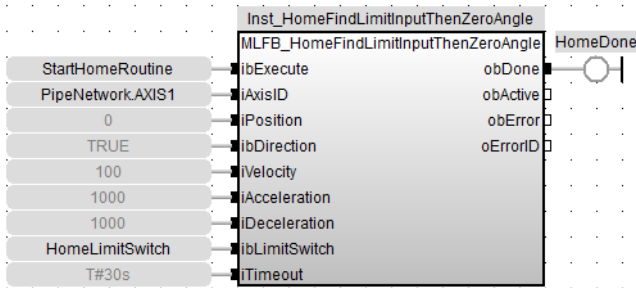 Inst_HomeFindLimitInputThenZeroAngle
MLFB_HomeFindLimitInputThenZeroAngle HomeDone
StartHomeRoutine ibExecute obDone
PipeNetwork.AXIS1 iAxisID obActive
0 iPosition obError
TRUE ibDirection oErrorID
100 iVelocity
1000 iAcceleration
1000 iDeceleration
HomeLimitSwitch ibLimitSwitch
T#30s iTimeout